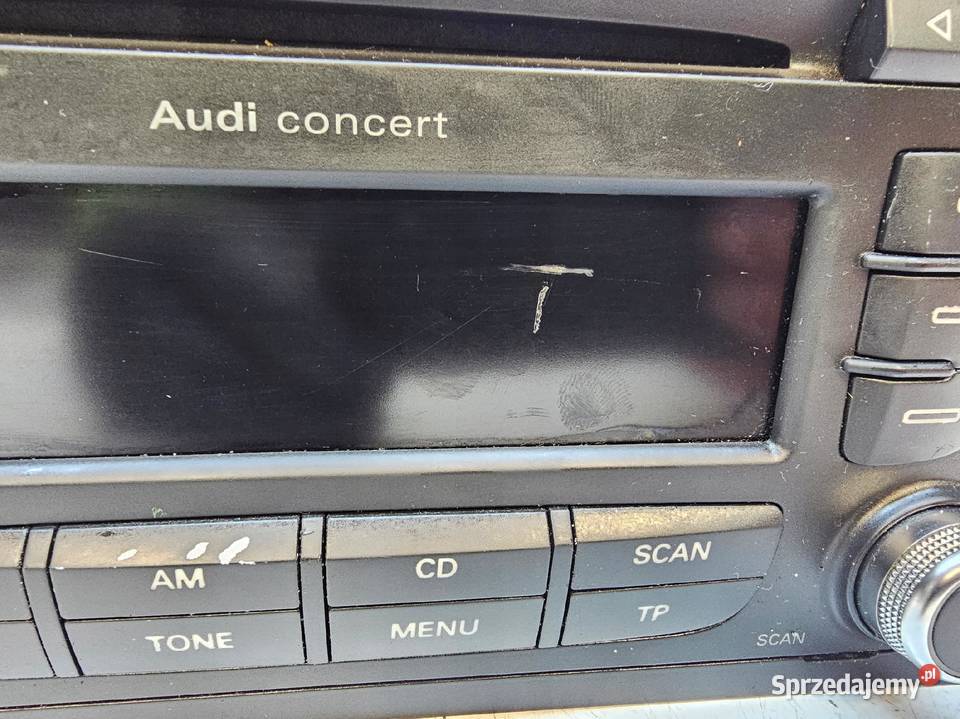 Audi concert
AM CD SCAN
TONE MENU TP
SCAN
Sprzedajemy.pl